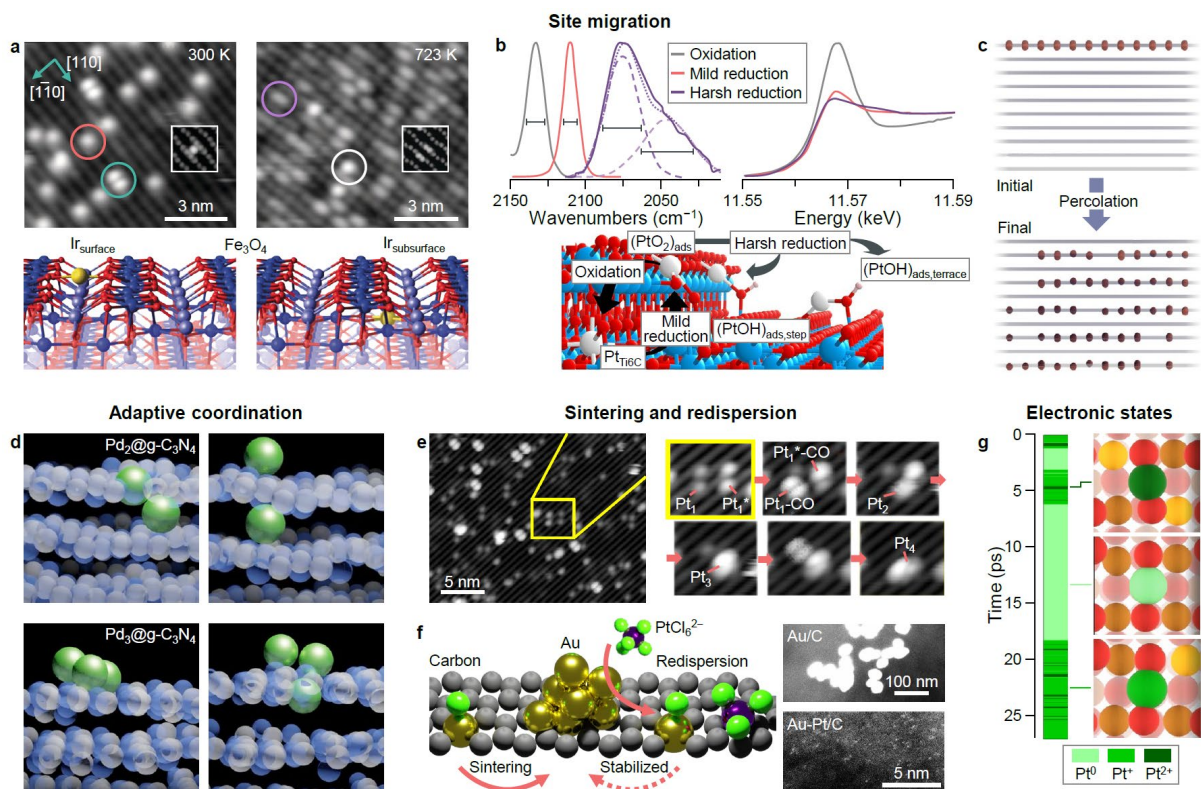 Site migration
a
300 K
[110]
[1̄10]
3 nm
723 K
3 nm
Ir_surface
Fe₃O₄
Ir_subsurface
b
Oxidation
Mild reduction
Harsh reduction
2150
2100
2050
Wavenumbers (cm⁻¹)
11.55
11.57
11.59
Energy (keV)
(PtO₂)_ads
Harsh reduction
(PtOH)_ads,terrace
Oxidation
Mild
reduction
(PtOH)_ads,step
Pt_Ti6C
c
Initial
Percolation
Final
Adaptive coordination
d
Pd₂@g-C₃N₄
Pd₃@g-C₃N₄
Sintering and redispersion
e
5 nm
Pt₁
Pt₁*
Pt₁*-CO
Pt₁-CO
Pt₂
Pt₃
Pt₄
f
Carbon
Au
PtCl₆²⁻
Redispersion
Sintering
Stabilized
Au/C
100 nm
Au-Pt/C
5 nm
Electronic states
g
0
5
10
15
20
25
Time (ps)
Pt⁰
Pt⁺
Pt²⁺